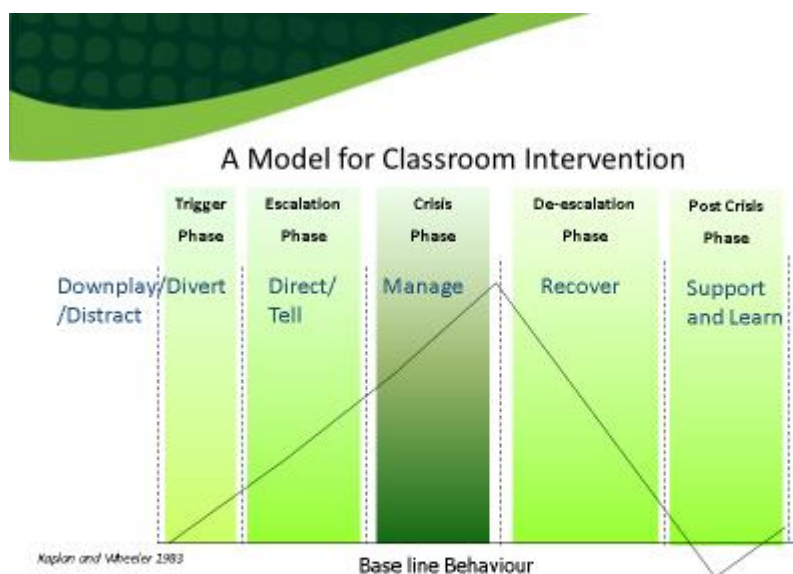 A Model for Classroom Intervention
Trigger
Phase
Escalation
Phase
Crisis
Phase
De-escalation
Phase
Post Crisis
Phase
Downplay/Divert
/Distract
Direct/
Tell
Manage
Recover
Support
and Learn
Kaplan and Wheeler 1983
Base line Behaviour